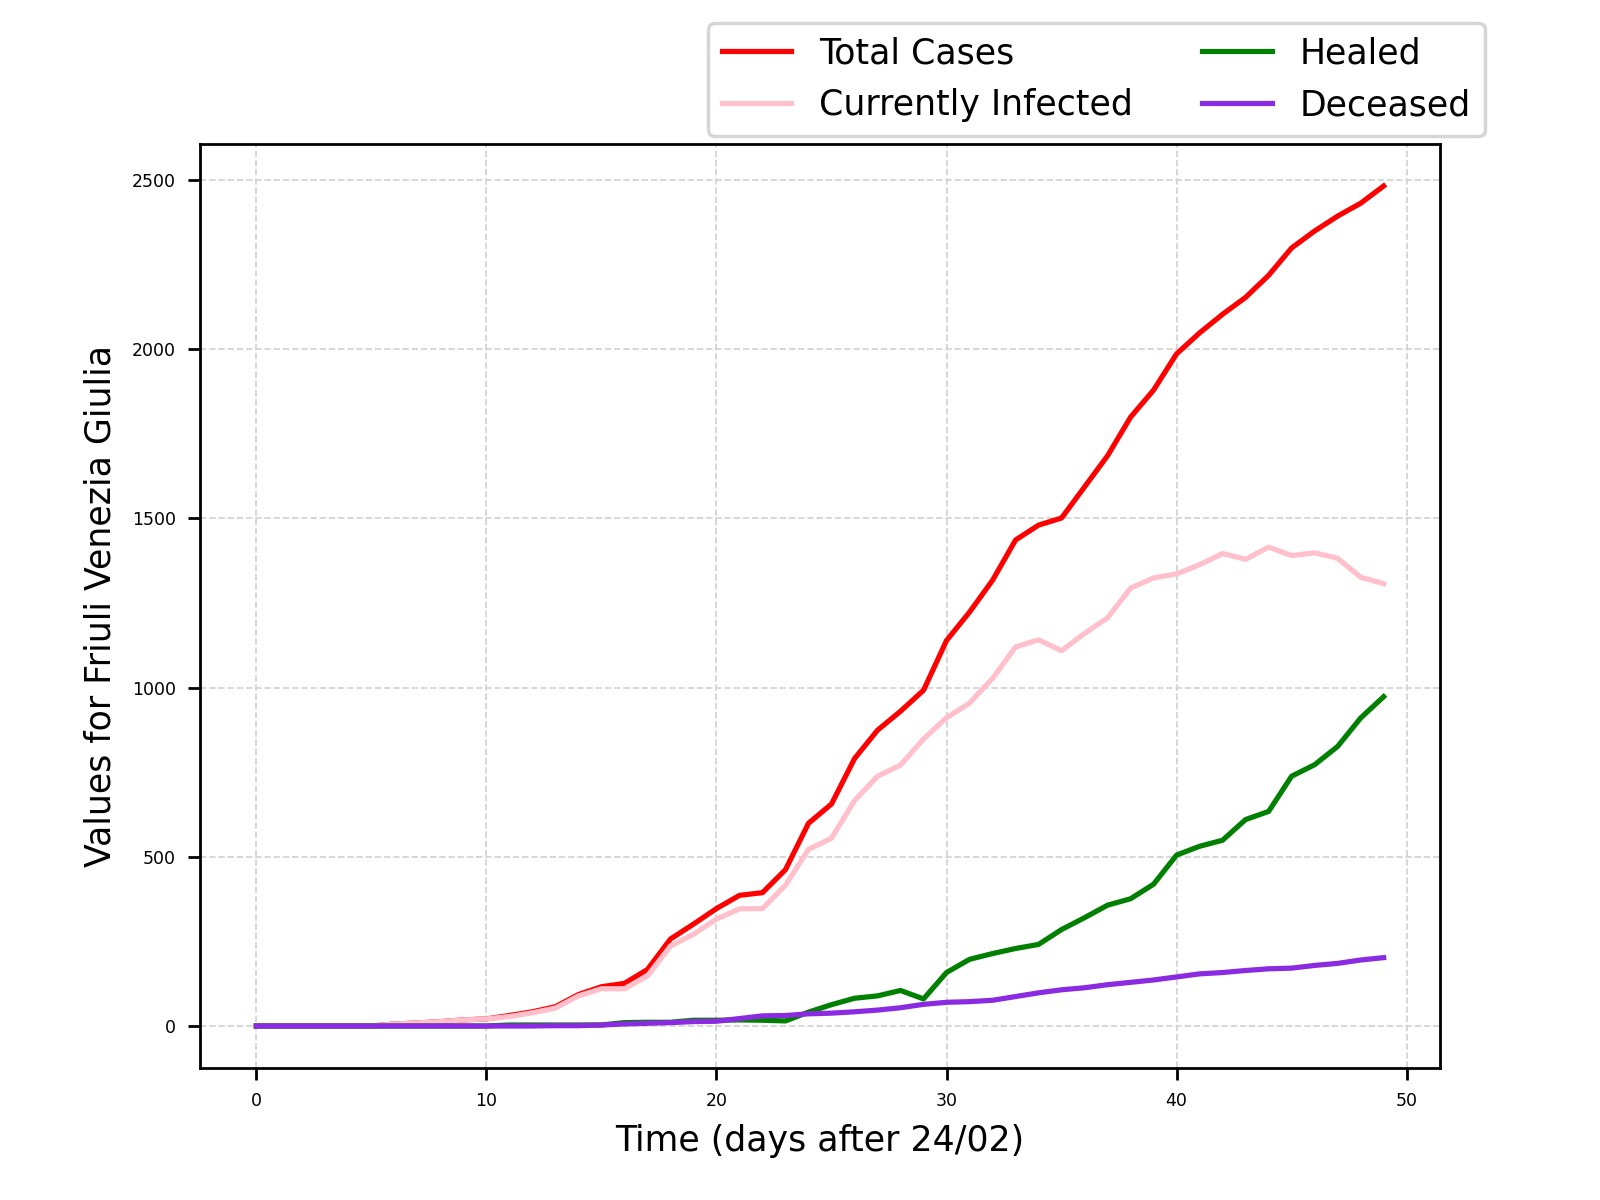 Total Cases
Currently Infected
Healed
Deceased
2500
2000
1500
1000
500
0
Values for Friuli Venezia Giulia
0 10 20 30 40 50
Time (days after 24/02)